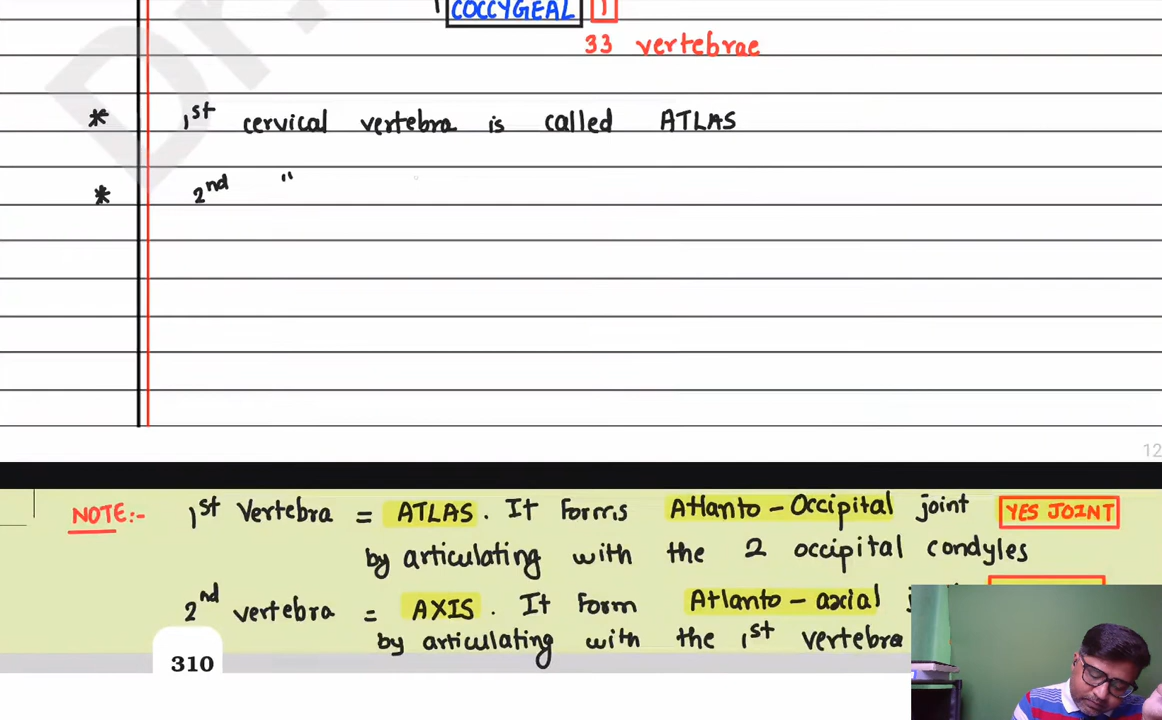 COCCYGEAL 1
33 vertebrae
* 1st cervical vertebra is called ATLAS
* 2nd "
12
NOTE:- 1st Vertebra = ATLAS. It Forms Atlanto-Occipital joint YES JOINT
by articulating with the 2 occipital condyles
2nd vertebra = AXIS. It Form Atlanto-axial
by articulating with the 1st vertebra
310
Dr.